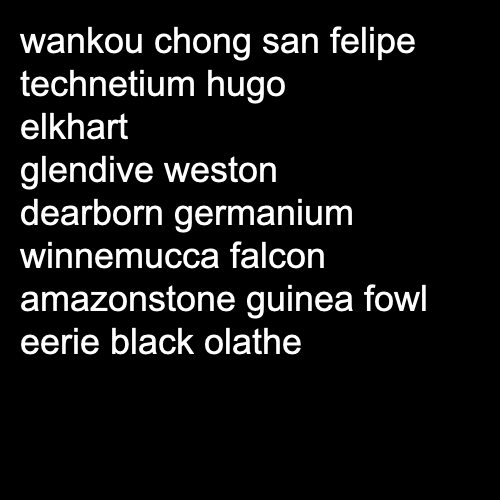 wankou chong san felipe
technetium hugo
elkhart
glendive weston
dearborn germanium
winnemucca falcon
amazonstone guinea fowl
eerie black olathe